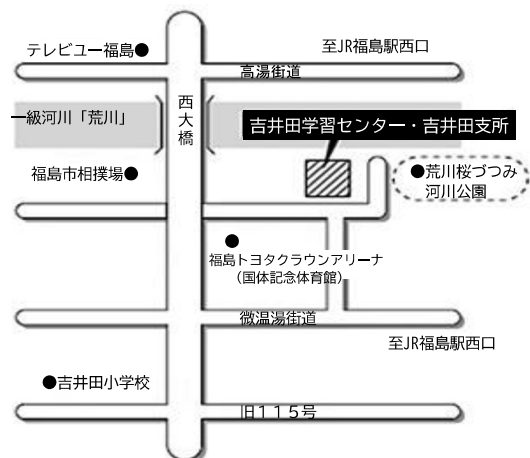 テレビユー福島●
至JR福島駅西口
高湯街道
一級河川「荒川」
西大橋
吉井田学習センター・吉井田支所
福島市相撲場●
●荒川桜づつみ
河川公園
●
福島トヨタクラウンアリーナ
（国体記念体育館）
微温湯街道
至JR福島駅西口
●吉井田小学校
旧１１５号